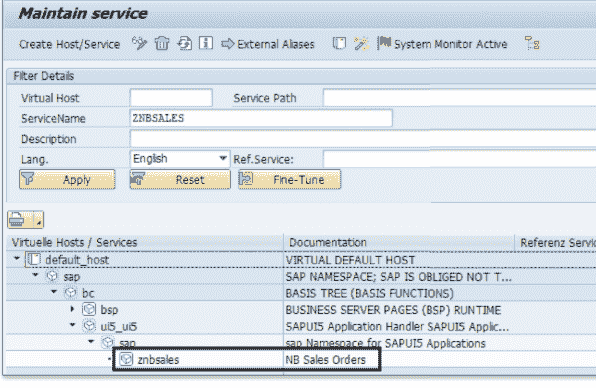 Maintain service
Create Host/Service External Aliases System Monitor Active
Filter Details
Virtual Host Service Path
ServiceName ZNBSALES
Description
Lang. English Ref.Service:
Apply Reset Fine-Tune
Virtuelle Hosts / Services Documentation Referenz Servic
default_host VIRTUAL DEFAULT HOST
sap SAP NAMESPACE; SAP IS OBLIGED NOT T...
bc BASIS TREE (BASIS FUNCTIONS)
bsp BUSINESS SERVER PAGES (BSP) RUNTIME
ui5_ui5 SAPUI5 Application Handler SAPUI5 Applic...
sap sap Namespace for SAPUI5 Applications
znbsales NB Sales Orders